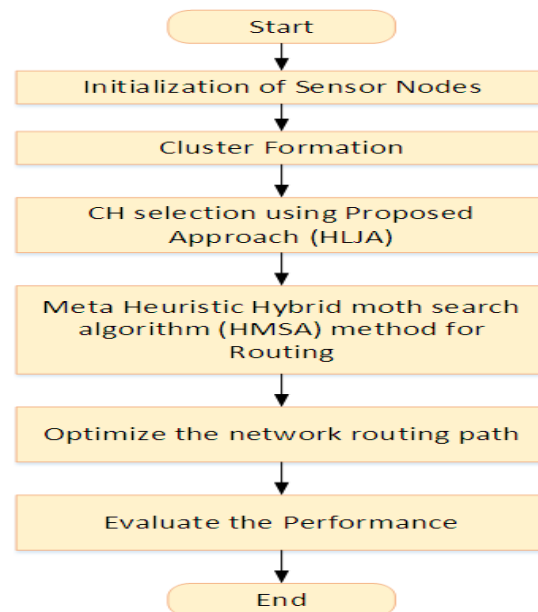 Start
Initialization of Sensor Nodes
Cluster Formation
CH selection using Proposed
Approach (HLJA)
Meta Heuristic Hybrid moth search
algorithm (HMSA) method for
Routing
Optimize the network routing path
Evaluate the Performance
End